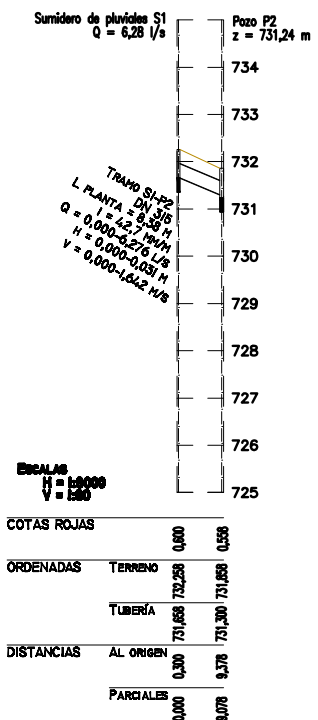 Sumidero de pluviales S1
Q = 6,28 l/s
Pozo P2
z = 731,24 m
734
733
732
731
730
729
728
727
726
725
Tramo S1-P2
DN 315
L PLANTA = 8,38 M
I = 42,7 MM/M
Q = 0,000-6,276 L/S
H = 0,000-0,031 M
V = 0,000-1,642 M/S
Escalas
H = 1:2000
V = 1:20
COTAS ROJAS
0,600
0,558
ORDENADAS
Terreno
732,258
731,858
Tubería
731,658
731,300
DISTANCIAS
AL ORIGEN
0,300
9,378
Parciales
0,000
9,078